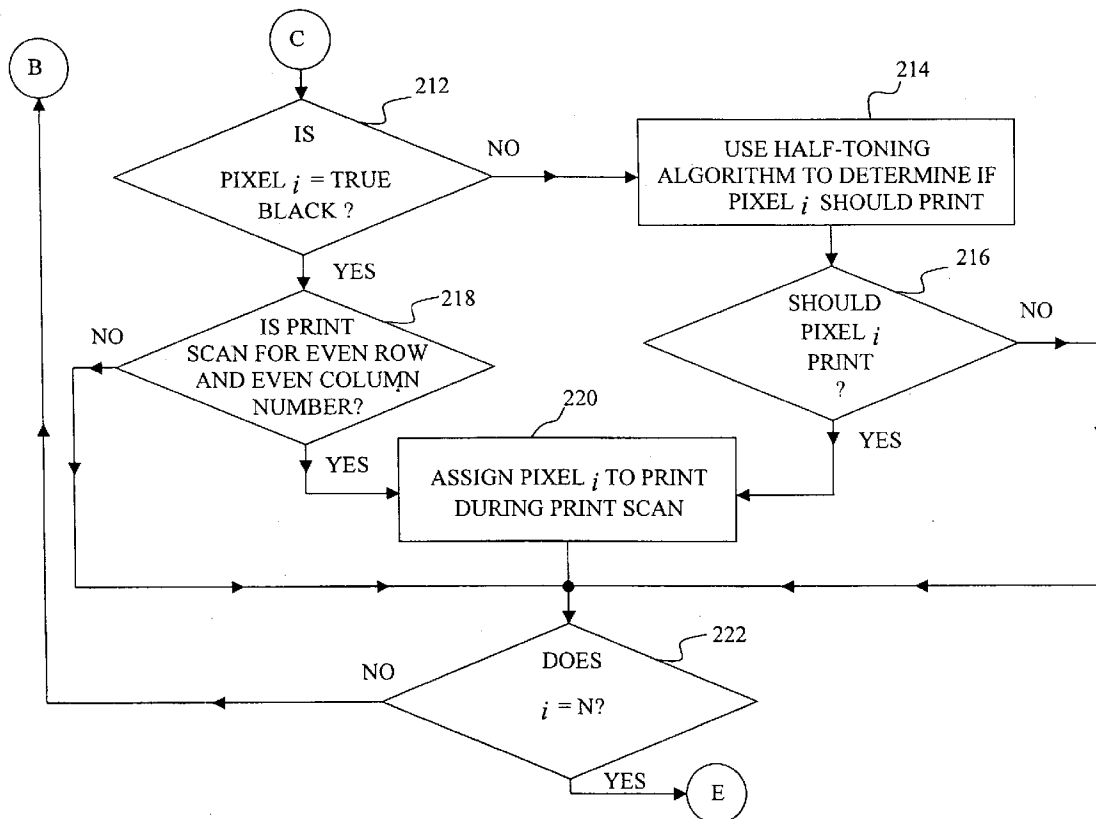 C
B
212
IS
PIXEL i = TRUE
BLACK ?
NO
214
USE HALF-TONING
ALGORITHM TO DETERMINE IF
PIXEL i SHOULD PRINT
YES
218
NO
IS PRINT
SCAN FOR EVEN ROW
AND EVEN COLUMN
NUMBER?
216
SHOULD
PIXEL i
PRINT
?
NO
YES
220
YES
ASSIGN PIXEL i TO PRINT
DURING PRINT SCAN
222
NO
DOES
i = N?
YES
E